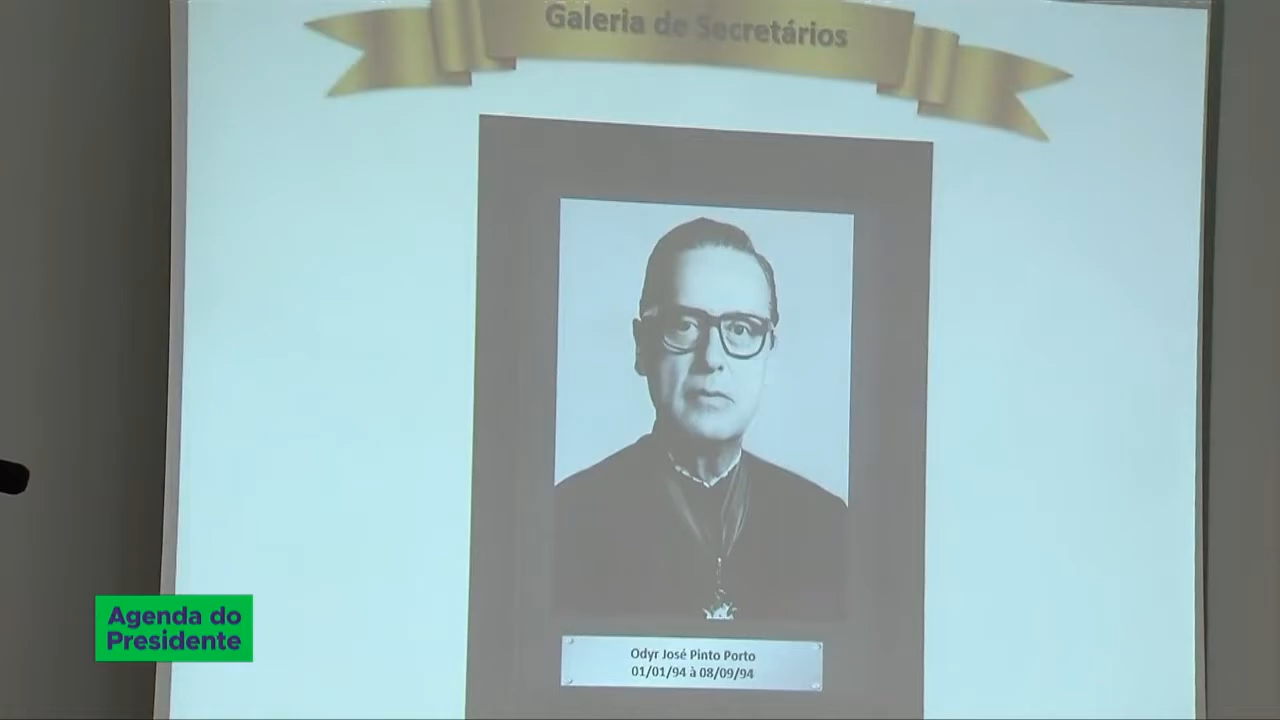 Galeria de Secretários
Odyr José Pinto Porto
01/01/94 à 08/09/94
Agenda do
Presidente